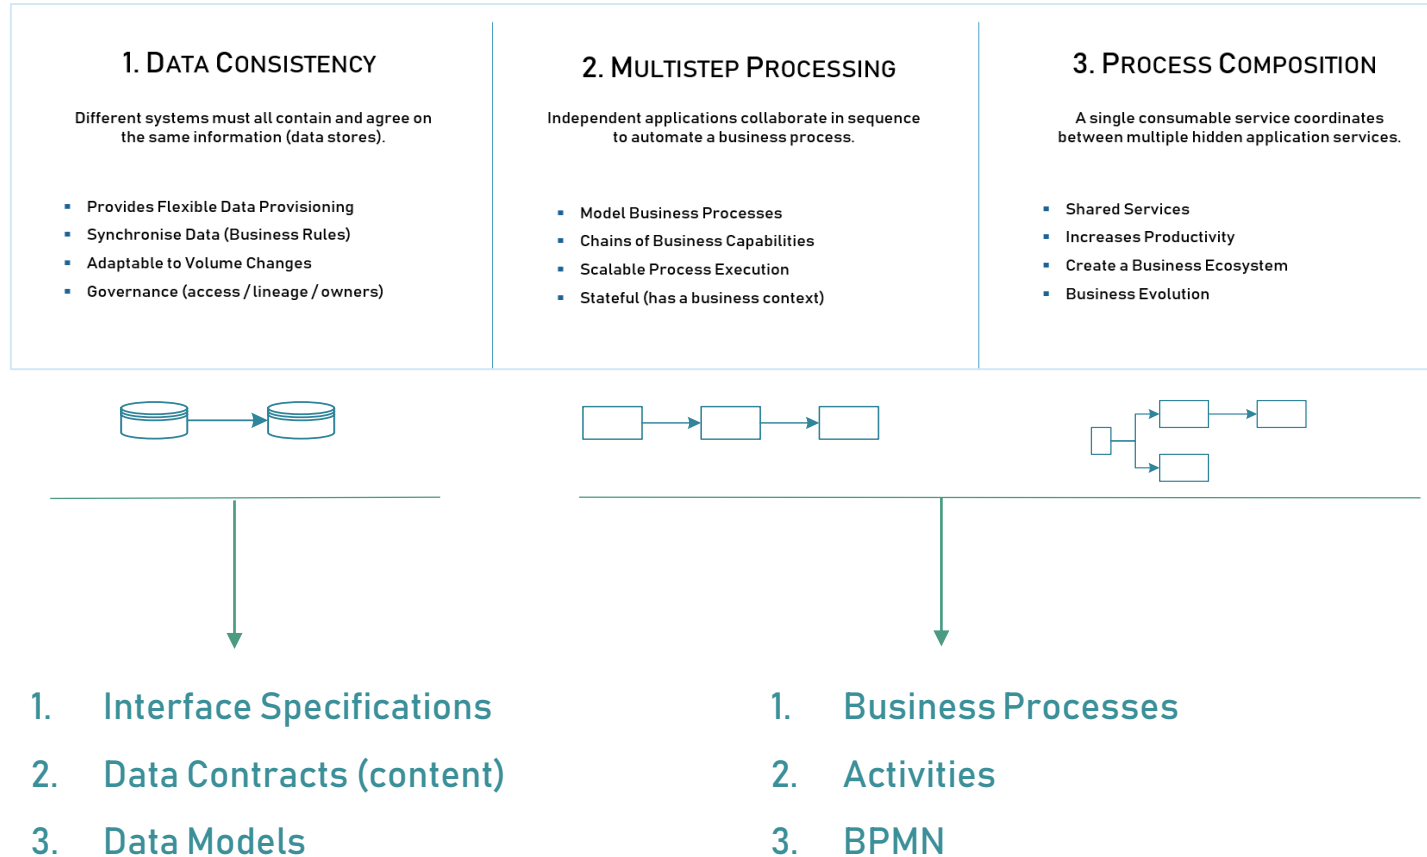 1. DATA CONSISTENCY
Different systems must all contain and agree on
the same information (data stores).
Provides Flexible Data Provisioning
Synchronise Data (Business Rules)
Adaptable to Volume Changes
Governance (access / lineage / owners)
2. MULTISTEP PROCESSING
Independent applications collaborate in sequence
to automate a business process.
Model Business Processes
Chains of Business Capabilities
Scalable Process Execution
Stateful (has a business context)
3. PROCESS COMPOSITION
A single consumable service coordinates
between multiple hidden application services.
Shared Services
Increases Productivity
Create a Business Ecosystem
Business Evolution
1. Interface Specifications
2. Data Contracts (content)
3. Data Models
1. Business Processes
2. Activities
3. BPMN